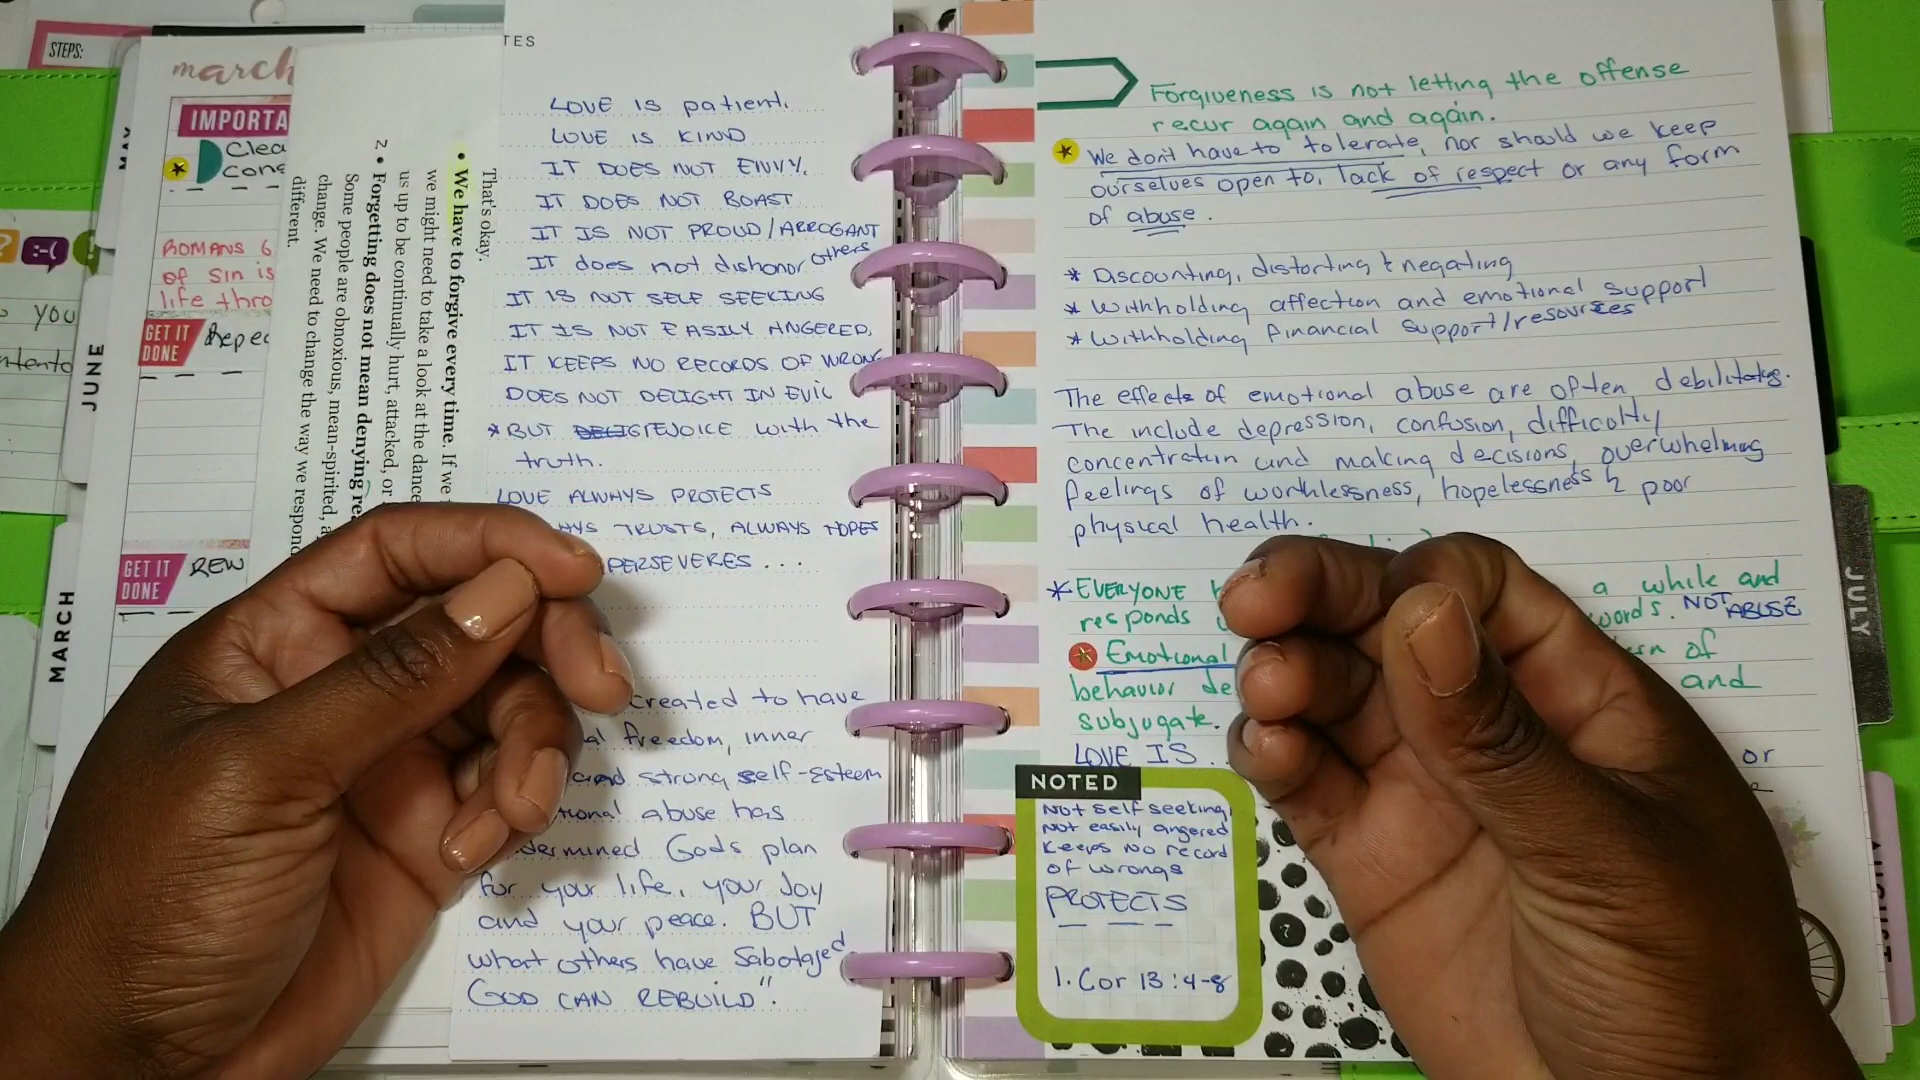 STEPS:
march
IMPORTA
Clea
cons
ROMANS 6
of sin is
life thro
GET IT
DONE
Repec
GET IT
DONE
REW
MAY
JUNE
MARCH
you
ntento
That's okay.
• We have to forgive every time. If we
we might need to take a look at the dance
us up to be continually hurt, attacked, or
2 • Forgetting does not mean denying rea
Some people are obnoxious, mean-spirited, a
change. We need to change the way we respond
different.
TES
LOVE IS patient.
LOVE IS KIND
IT DOES NOT ENVY.
IT DOES NOT BOAST
IT IS NOT PROUD/ARROGANT
IT does not dishonor others
IT IS NOT SELF SEEKING
IT IS NOT EASILY ANGERED,
IT KEEPS NO RECORDS OF WRONG
DOES NOT DELIGHT IN EVIL
* BUT REJOICE with the
truth.
LOVE ALWAYS PROTECTS
AYS TRUSTS, ALWAYS HOPES
PERSEVERES...
created to have
al freedom, inner
and strong self-Esteem
tional abuse has
dermined Gods plan
for your life, your Joy
and your peace. BUT
what others have Sabotaged
GOD CAN REBUILD".
Forgiveness is not letting the offense
recur again and again.
We don't have to tolerate, nor should we keep
ourselves open to, lack of respect or any form
of abuse.
* Discounting, distorting & negating
* Withholding affection and emotional support
* Withholding financial support/resources
The effects of emotional abuse are often debilitating.
The include depression, confusion, difficulty
concentration and making decisions, overwhelming
feelings of worthlessness, hopelessness & poor
physical health.
* EVERYONE a while and
responds words. NOT ABUSE
Emotional ern of
behavior de and
subjugate.
LOVE IS.. or
NOTED
Not self seeking,
Not easily angered
Keeps No record
of wrongs
PROTECTS
1. Cor 13:4-8
JULY
AUGUST